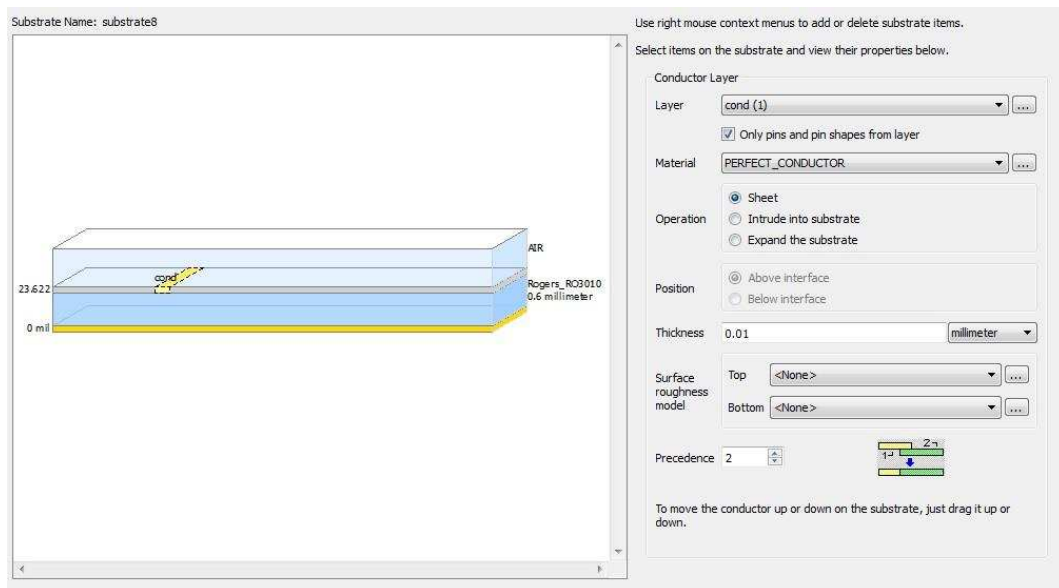 Substrate Name: substrate8
AIR
cond
23.622
Rogers_RO3010
0.6 millimeter
0 mil
Use right mouse context menus to add or delete substrate items.
Select items on the substrate and view their properties below.
Conductor Layer
Layer cond (1) ...
Only pins and pin shapes from layer
Material PERFECT_CONDUCTOR ...
Sheet
Operation Intrude into substrate
Expand the substrate
Above interface
Position
Below interface
Thickness 0.01 millimeter
Top <None> ...
Surface
roughness
model
Bottom <None> ...
2
1
Precedence 2
To move the conductor up or down on the substrate, just drag it up or
down.